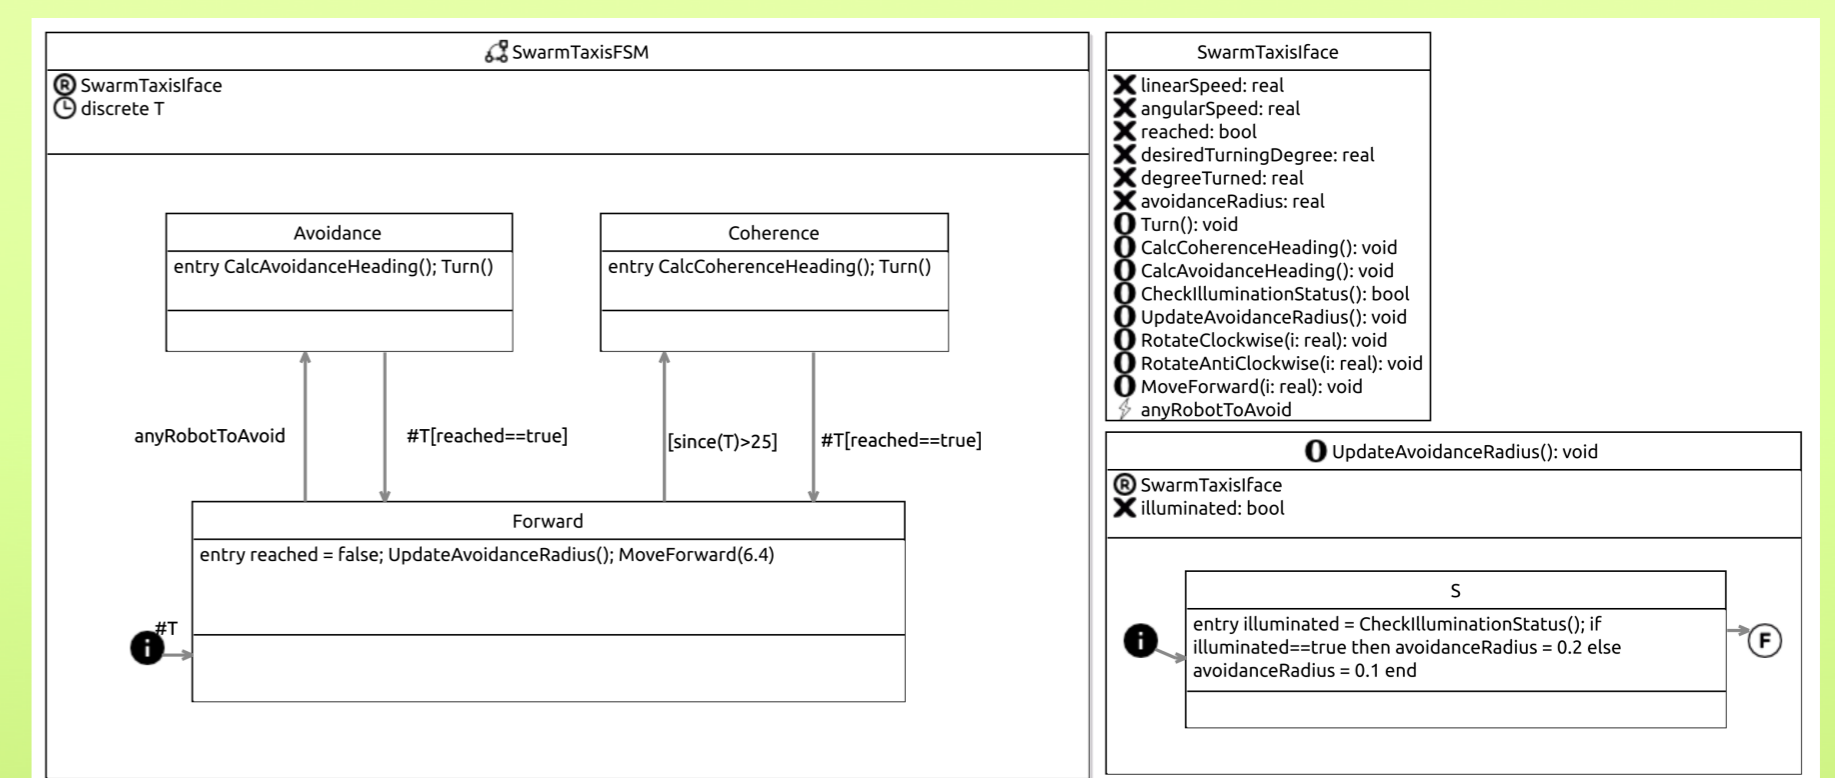 SwarmTaxisFSM
R SwarmTaxisIface
discrete T
Avoidance
entry CalcAvoidanceHeading(); Turn()
Coherence
entry CalcCoherenceHeading(); Turn()
anyRobotToAvoid
#T[reached==true]
[since(T)>25]
#T[reached==true]
Forward
entry reached = false; UpdateAvoidanceRadius(); MoveForward(6.4)
#T
i
SwarmTaxisIface
X linearSpeed: real
X angularSpeed: real
X reached: bool
X desiredTurningDegree: real
X degreeTurned: real
X avoidanceRadius: real
O Turn(): void
O CalcCoherenceHeading(): void
O CalcAvoidanceHeading(): void
O CheckIlluminationStatus(): bool
O UpdateAvoidanceRadius(): void
O RotateClockwise(i: real): void
O RotateAntiClockwise(i: real): void
O MoveForward(i: real): void
anyRobotToAvoid
O UpdateAvoidanceRadius(): void
R SwarmTaxisIface
X illuminated: bool
S
entry illuminated = CheckIlluminationStatus(); if
illuminated==true then avoidanceRadius = 0.2 else
avoidanceRadius = 0.1 end
i
F